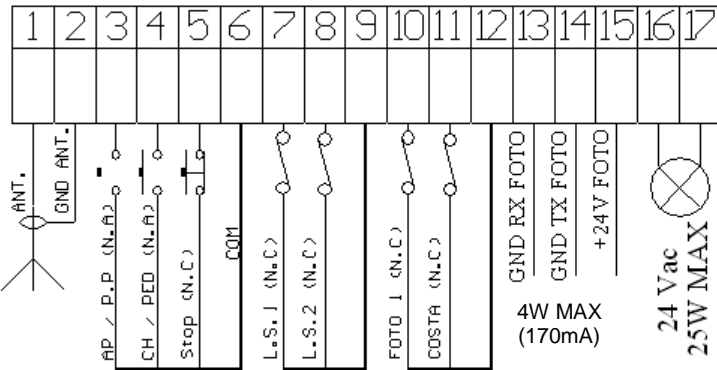 1 2 3 4 5 6 7 8 9 10 11 12 13 14 15 16 17
ANT.
GND ANT.
AP / P.P (N.A)
CH / PED (N.A)
Stop (N.C)
COM
L.S.1 (N.C)
L.S.2 (N.C)
FOTO 1 (N.C)
COSTA (N.C)
GND RX FOTO
GND TX FOTO
+24V FOTO
4W MAX
(170mA)
24 Vac
25W MAX